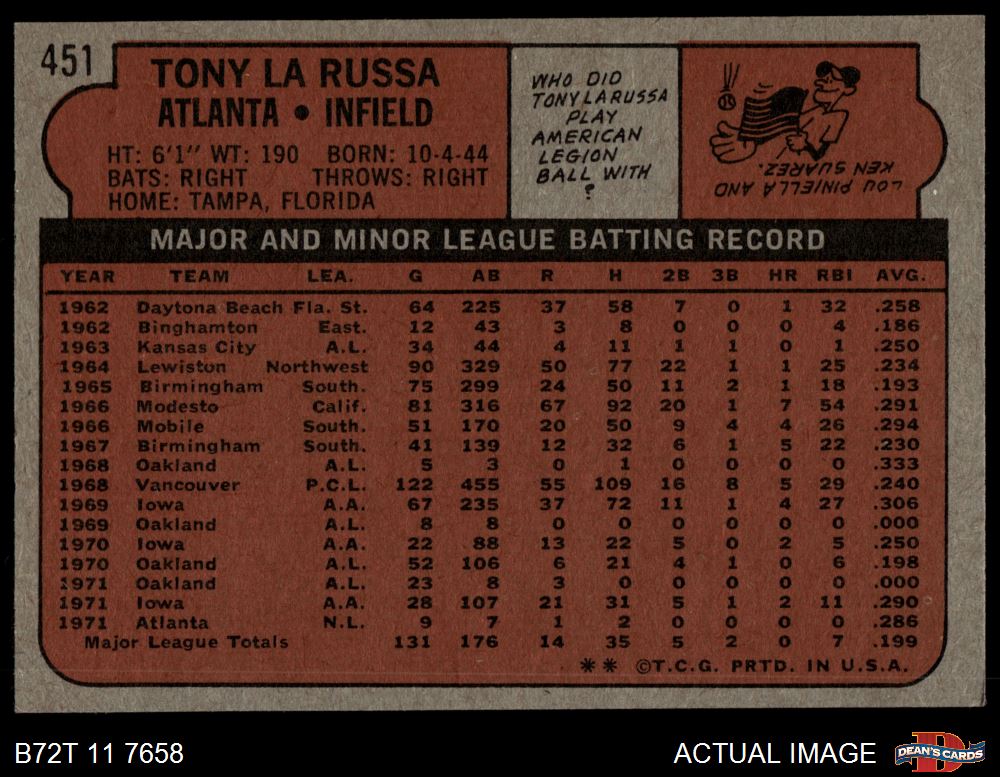 451
TONY LA RUSSA
ATLANTA • INFIELD
HT: 6'1" WT: 190 BORN: 10-4-44
BATS: RIGHT THROWS: RIGHT
HOME: TAMPA, FLORIDA
WHO DID
TONY LARUSSA
PLAY
AMERICAN
LEGION
BALL WITH
?
LOU PINIELLA AND
KEN SUAREZ.
MAJOR AND MINOR LEAGUE BATTING RECORD
YEAR TEAM LEA. G AB R H 2B 3B HR RBI AVG.
1962 Daytona Beach Fla. St. 64 225 37 58 7 0 1 32 .258
1962 Binghamton East. 12 43 3 8 0 0 0 4 .186
1963 Kansas City A.L. 34 44 4 11 1 1 0 1 .250
1964 Lewiston Northwest 90 329 50 77 22 1 1 25 .234
1965 Birmingham South. 75 299 24 50 11 2 1 18 .193
1966 Modesto Calif. 81 316 67 92 20 1 7 54 .291
1966 Mobile South. 51 170 20 50 9 4 4 26 .294
1967 Birmingham South. 41 139 12 32 6 1 5 22 .230
1968 Oakland A.L. 5 3 0 1 0 0 0 0 .333
1968 Vancouver P.C.L. 122 455 55 109 16 8 5 29 .240
1969 Iowa A.A. 67 235 37 72 11 1 4 27 .306
1969 Oakland A.L. 8 8 0 0 0 0 0 0 .000
1970 Iowa A.A. 22 88 13 22 5 0 2 5 .250
1970 Oakland A.L. 52 106 6 21 4 1 0 6 .198
1971 Oakland A.L. 23 8 3 0 0 0 0 0 .000
1971 Iowa A.A. 28 107 21 31 5 1 2 11 .290
1971 Atlanta N.L. 9 7 1 2 0 0 0 0 .286
Major League Totals 131 176 14 35 5 2 0 7 .199
** ©T.C.G. PRTD. IN U.S.A.
B72T 11 7658
ACTUAL IMAGE
D
DEAN'S CARDS